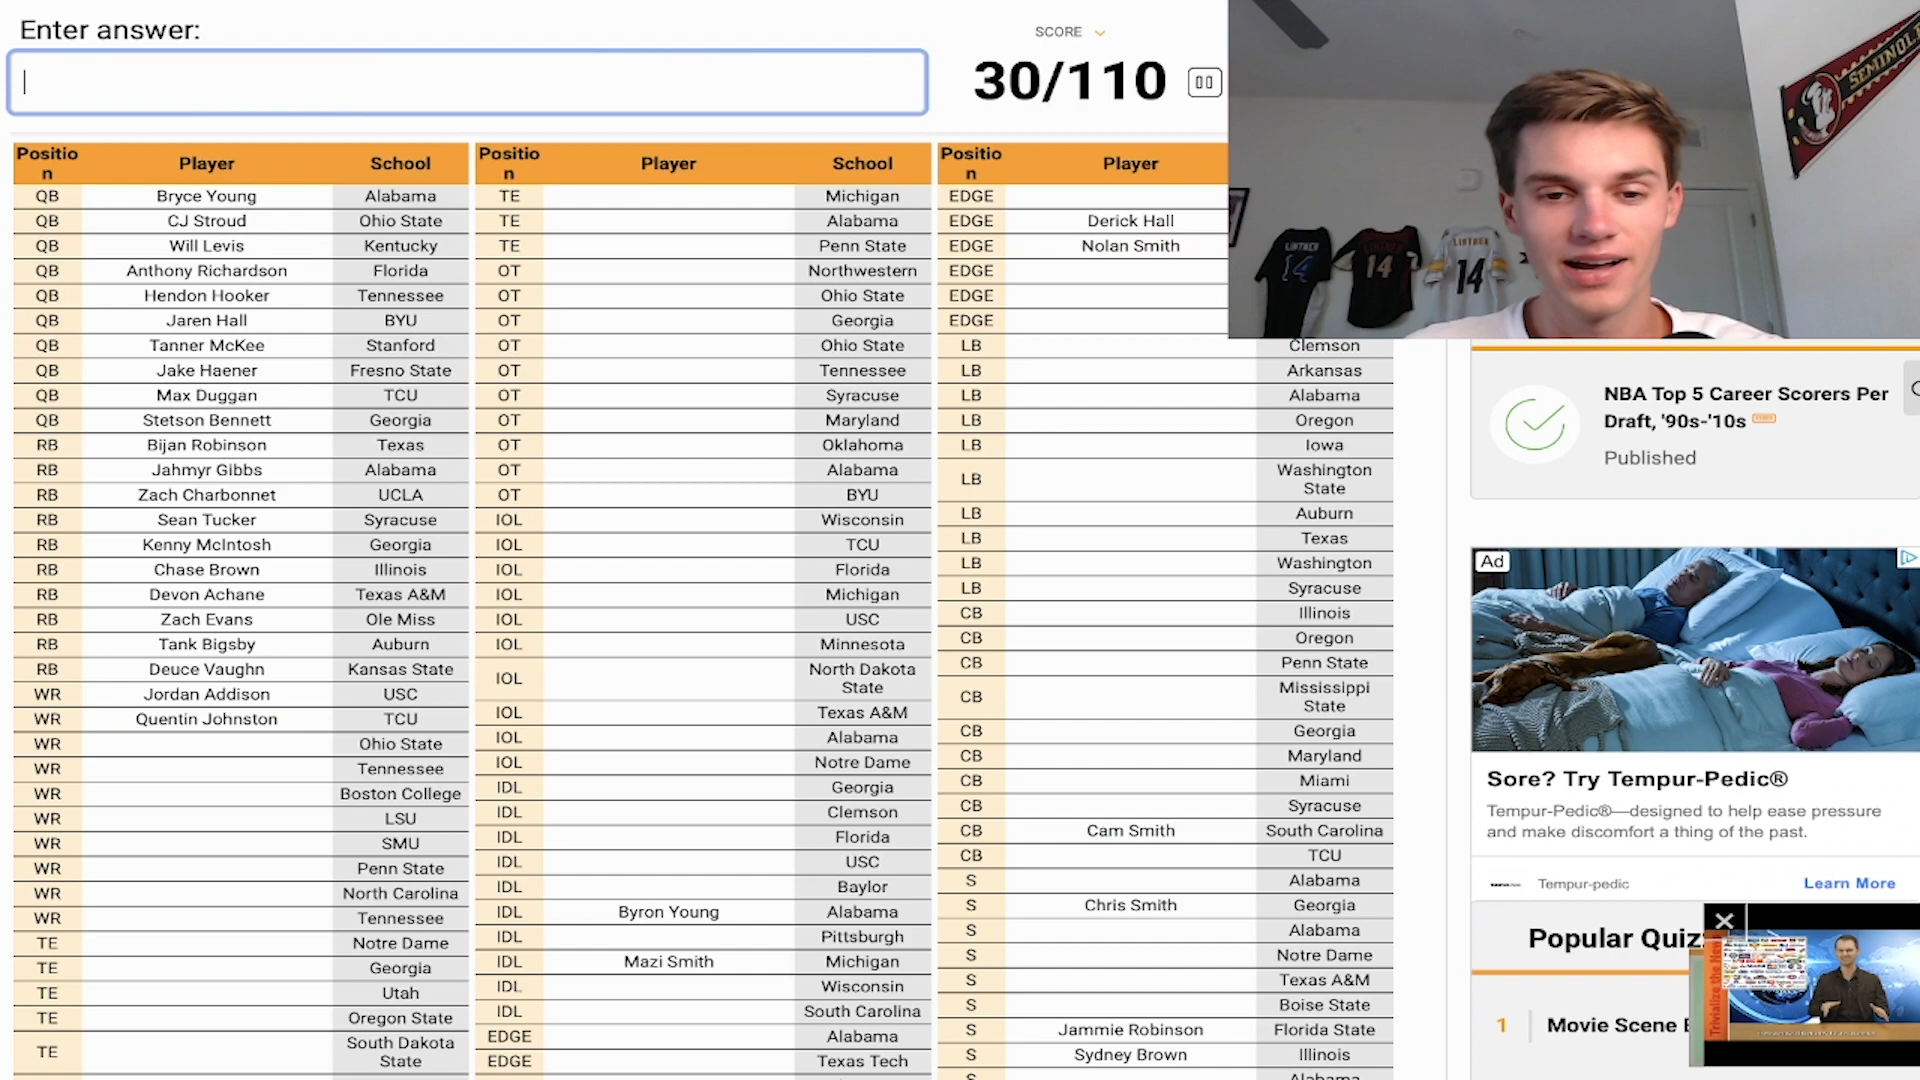 Enter answer:
SCORE
30/110
Position Player School
QB Bryce Young Alabama
QB CJ Stroud Ohio State
QB Will Levis Kentucky
QB Anthony Richardson Florida
QB Hendon Hooker Tennessee
QB Jaren Hall BYU
QB Tanner McKee Stanford
QB Jake Haener Fresno State
QB Max Duggan TCU
QB Stetson Bennett Georgia
RB Bijan Robinson Texas
RB Jahmyr Gibbs Alabama
RB Zach Charbonnet UCLA
RB Sean Tucker Syracuse
RB Kenny McIntosh Georgia
RB Chase Brown Illinois
RB Devon Achane Texas A&M
RB Zach Evans Ole Miss
RB Tank Bigsby Auburn
RB Deuce Vaughn Kansas State
WR Jordan Addison USC
WR Quentin Johnston TCU
WR Ohio State
WR Tennessee
WR Boston College
WR LSU
WR SMU
WR Penn State
WR North Carolina
WR Tennessee
TE Notre Dame
TE Georgia
TE Utah
TE Oregon State
TE South Dakota State
Position Player School
TE Michigan
TE Alabama
TE Penn State
OT Northwestern
OT Ohio State
OT Georgia
OT Ohio State
OT Tennessee
OT Syracuse
OT Maryland
OT Oklahoma
OT Alabama
OT BYU
IOL Wisconsin
IOL TCU
IOL Florida
IOL Michigan
IOL USC
IOL Minnesota
IOL North Dakota State
IOL Texas A&M
IOL Alabama
IOL Notre Dame
IDL Georgia
IDL Clemson
IDL Florida
IDL USC
IDL Baylor
IDL Byron Young Alabama
IDL Pittsburgh
IDL Mazi Smith Michigan
IDL Wisconsin
IDL South Carolina
EDGE Alabama
EDGE Texas Tech
Position Player
EDGE
EDGE Derick Hall
EDGE Nolan Smith
EDGE
EDGE
EDGE
LB Clemson
LB Arkansas
LB Alabama
LB Oregon
LB Iowa
LB Washington State
LB Auburn
LB Texas
LB Washington
LB Syracuse
CB Illinois
CB Oregon
CB Penn State
CB Mississippi State
CB Georgia
CB Maryland
CB Miami
CB Syracuse
CB Cam Smith South Carolina
CB TCU
S Alabama
S Chris Smith Georgia
S Alabama
S Notre Dame
S Texas A&M
S Boise State
S Jammie Robinson Florida State
S Sydney Brown Illinois
S Alabama
SEMINOL
LINTNER
14
14
LINTNER
14
NBA Top 5 Career Scorers Per
Draft, '90s-'10s
Published
Ad
Sore? Try Tempur-Pedic®
Tempur-Pedic®—designed to help ease pressure
and make discomfort a thing of the past.
Tempur-pedic
Learn More
Popular Quiz
1 Movie Scene
Trivialize the News